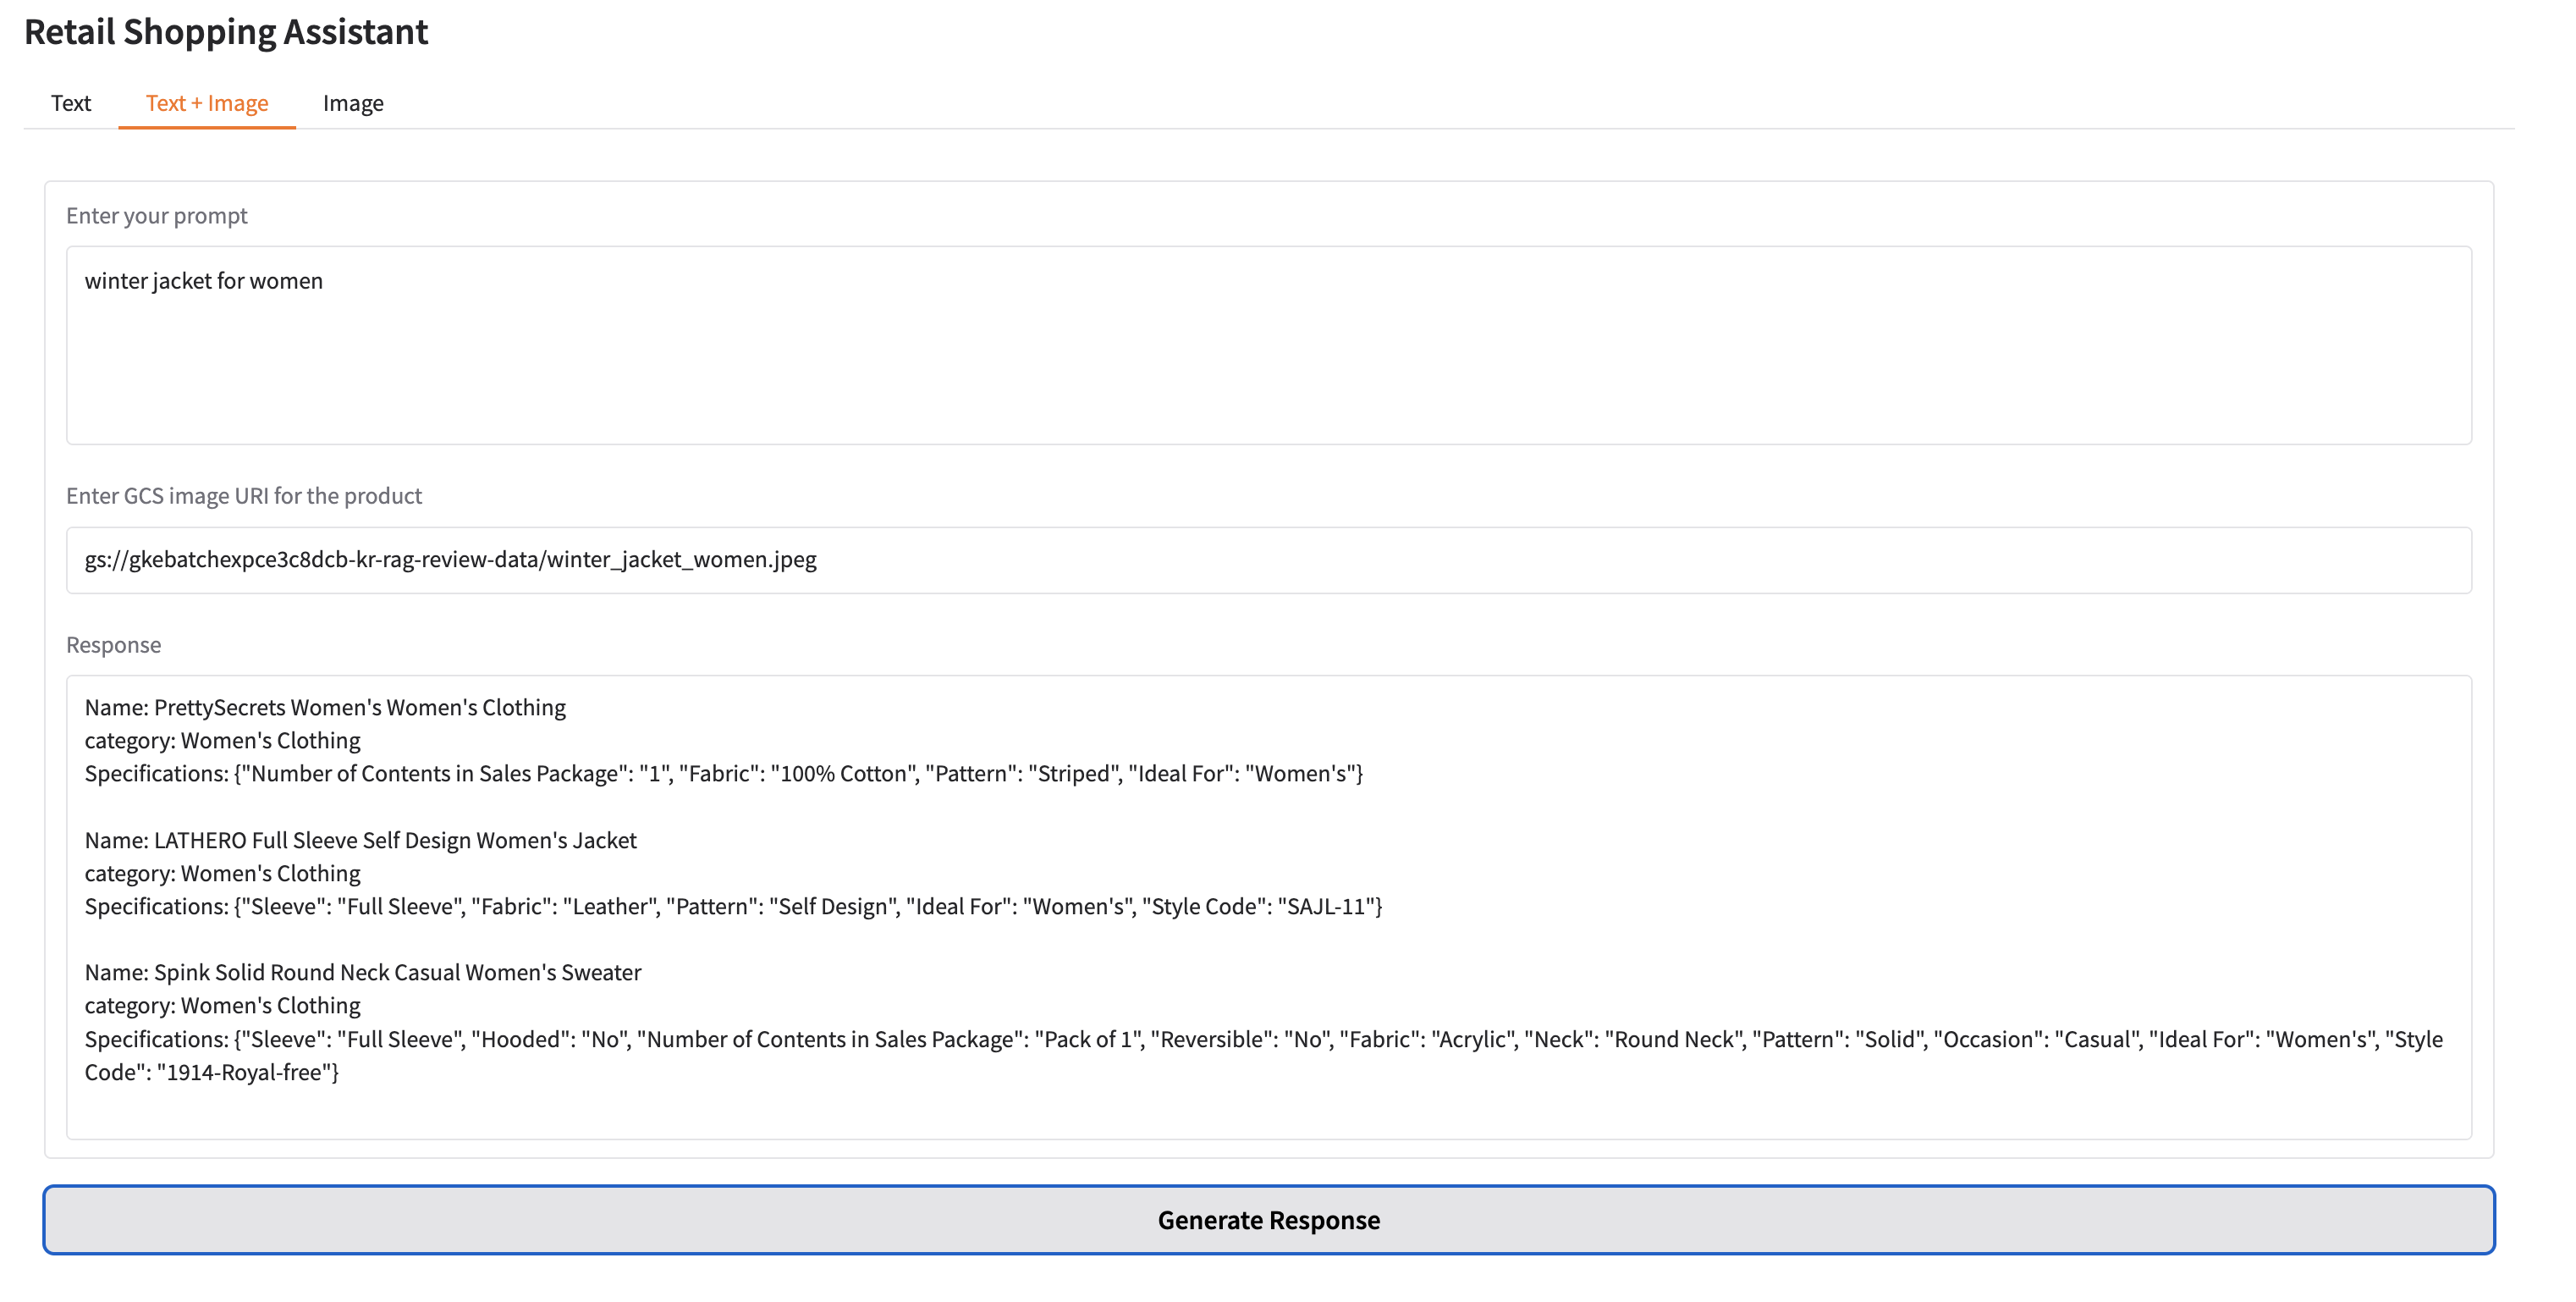 Retail Shopping Assistant
Text Text + Image Image
Enter your prompt
winter jacket for women
Enter GCS image URI for the product
gs://gkebatchexpce3c8dcb-kr-rag-review-data/winter_jacket_women.jpeg
Response
Name: PrettySecrets Women's Women's Clothing
category: Women's Clothing
Specifications: {"Number of Contents in Sales Package": "1", "Fabric": "100% Cotton", "Pattern": "Striped", "Ideal For": "Women's"}
Name: LATHERO Full Sleeve Self Design Women's Jacket
category: Women's Clothing
Specifications: {"Sleeve": "Full Sleeve", "Fabric": "Leather", "Pattern": "Self Design", "Ideal For": "Women's", "Style Code": "SAJL-11"}
Name: Spink Solid Round Neck Casual Women's Sweater
category: Women's Clothing
Specifications: {"Sleeve": "Full Sleeve", "Hooded": "No", "Number of Contents in Sales Package": "Pack of 1", "Reversible": "No", "Fabric": "Acrylic", "Neck": "Round Neck", "Pattern": "Solid", "Occasion": "Casual", "Ideal For": "Women's", "Style
Code": "1914-Royal-free"}
Generate Response